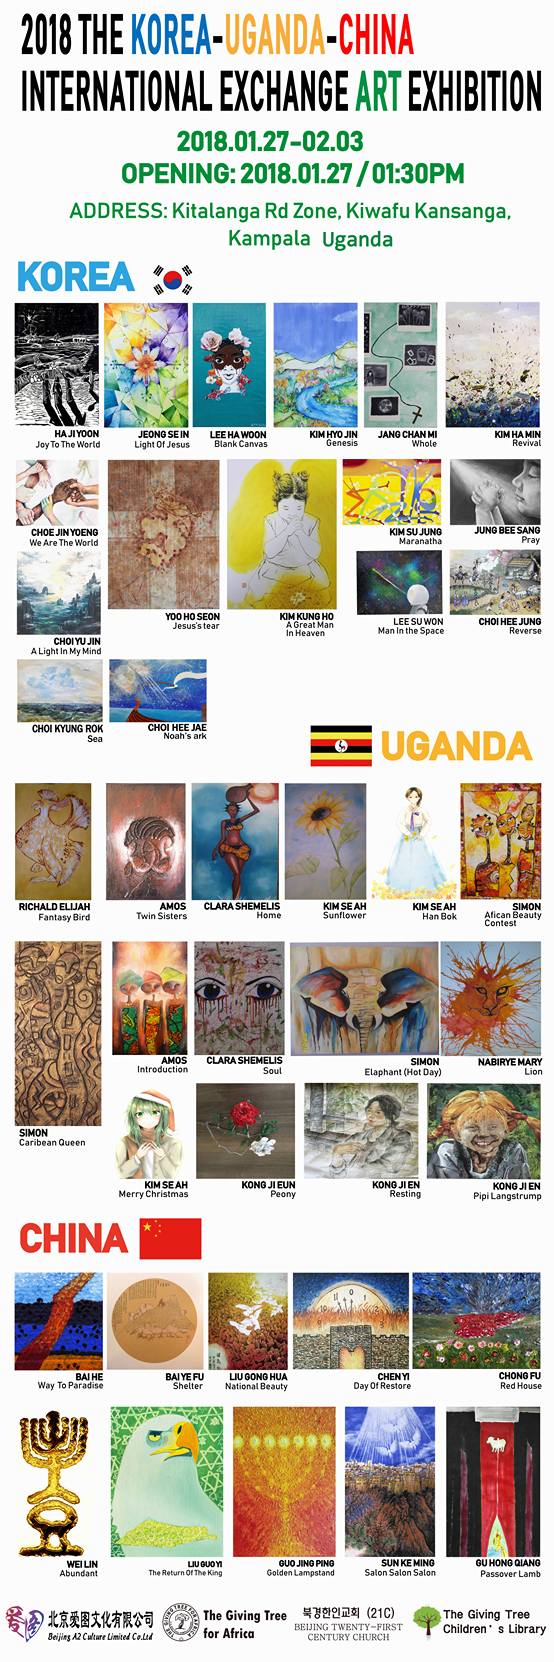 2018 THE KOREA-UGANDA-CHINA
INTERNATIONAL EXCHANGE ART EXHIBITION
2018.01.27-02.03
OPENING: 2018.01.27 / 01:30PM
ADDRESS: Kitalanga Rd Zone, Kiwafu Kansanga,
Kampala Uganda
KOREA
HA JI YOON
Joy To The World
JEONG SE IN
Light Of Jesus
LEE HA WOON
Blank Canvas
KIM HYO JIN
Genesis
JANG CHAN MI
Whole
KIM HA MIN
Revival
CHOE JIN YOENG
We Are The World
YOO HO SEON
Jesus's tear
KIM KUNG HO
A Great Man
In Heaven
KIM SU JUNG
Maranatha
JUNG BEE SANG
Pray
CHOI YU JIN
A Light In My Mind
LEE SU WON
Man In the Space
CHOI HEE JUNG
Reverse
CHOI KYUNG ROK
Sea
CHOI HEE JAE
Noah's ark
UGANDA
RICHALD ELIJAH
Fantasy Bird
AMOS
Twin Sisters
CLARA SHEMELIS
Home
KIM SE AH
Sunflower
KIM SE AH
Han Bok
SIMON
Afican Beauty
Contest
SIMON
Caribean Queen
AMOS
Introduction
CLARA SHEMELIS
Soul
SIMON
Elaphant (Hot Day)
NABIRYE MARY
Lion
KIM SE AH
Merry Christmas
KONG JI EUN
Peony
KONG JI EN
Resting
KONG JI EN
Pipi Langstrump
CHINA
BAI HE
Way To Paradise
BAI YE FU
Shelter
LIU GONG HUA
National Beauty
CHEN YI
Day Of Restore
CHONG FU
Red House
WEI LIN
Abundant
LIU GUO YI
The Return Of The King
GUO JING PING
Golden Lampstand
SUN KE MING
Salon Salon Salon
GU HONG QIANG
Passover Lamb
北京爱图文化有限公司
Beijing A2 Culture Limited Co.Ltd
The Giving Tree
for Africa
북경한인교회 (21C)
BEIJING TWENTY-FIRST
CENTURY CHURCH
The Giving Tree
Children's Library